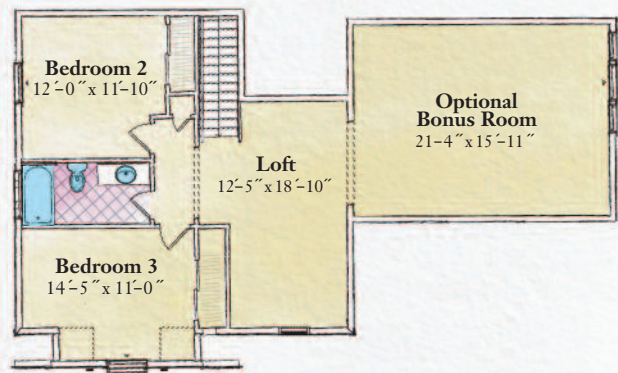 Bedroom 2
12´-0˝ x 11´-10˝
Optional
Bonus Room
21-4˝ x 15´-11˝
Loft
12´-5˝ x 18´-10˝
Bedroom 3
14´-5˝ x 11´-0˝